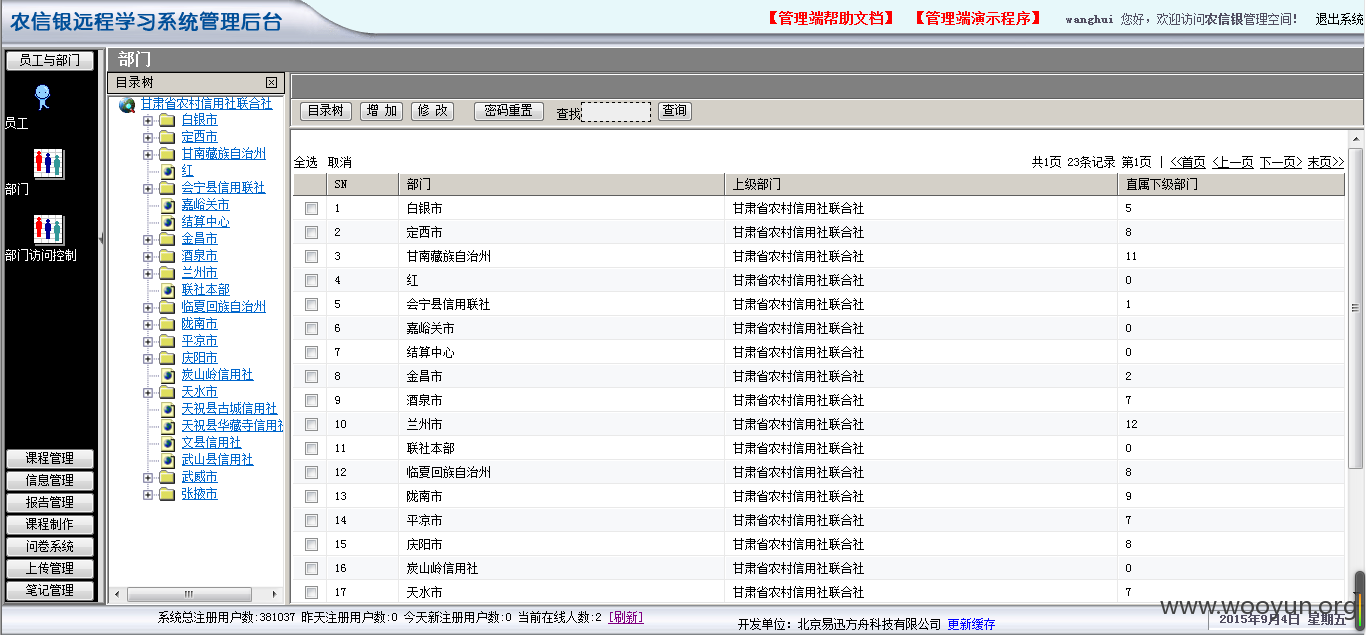 农信银远程学习系统管理后台
【管理端帮助文档】 【管理端演示程序】 wanghui 您好，欢迎访问农信银管理空间! 退出系统
员工与部门
员工
部门
部门访问控制
课程管理
信息管理
报告管理
课程制作
问卷系统
上传管理
笔记管理
部门
目录树
甘肃省农村信用社联合社
白银市
定西市
甘南藏族自治州
红
会宁县信用联社
嘉峪关市
结算中心
金昌市
酒泉市
兰州市
联社本部
临夏回族自治州
陇南市
平凉市
庆阳市
炭山岭信用社
天水市
天祝县古城信用社
天祝县华藏寺信用社
文县信用社
武山县信用社
武威市
张掖市
目录树 增 加 修 改 密码重置 查找 查询
全选 取消 共1页 23条记录 第1页 | <<首页 <上一页 下一页> 末页>>
SN 部门 上级部门 直属下级部门
1 白银市 甘肃省农村信用社联合社 5
2 定西市 甘肃省农村信用社联合社 8
3 甘南藏族自治州 甘肃省农村信用社联合社 11
4 红 甘肃省农村信用社联合社 0
5 会宁县信用联社 甘肃省农村信用社联合社 1
6 嘉峪关市 甘肃省农村信用社联合社 0
7 结算中心 甘肃省农村信用社联合社 0
8 金昌市 甘肃省农村信用社联合社 2
9 酒泉市 甘肃省农村信用社联合社 7
10 兰州市 甘肃省农村信用社联合社 12
11 联社本部 甘肃省农村信用社联合社 0
12 临夏回族自治州 甘肃省农村信用社联合社 8
13 陇南市 甘肃省农村信用社联合社 9
14 平凉市 甘肃省农村信用社联合社 7
15 庆阳市 甘肃省农村信用社联合社 8
16 炭山岭信用社 甘肃省农村信用社联合社 0
17 天水市 甘肃省农村信用社联合社 7
系统总注册用户数:381037 昨天注册用户数:0 今天新注册用户数:0 当前在线人数:2 [刷新]
开发单位: 北京易迅方舟科技有限公司 更新缓存
2015年9月4日 星期五
www.wooyun.org